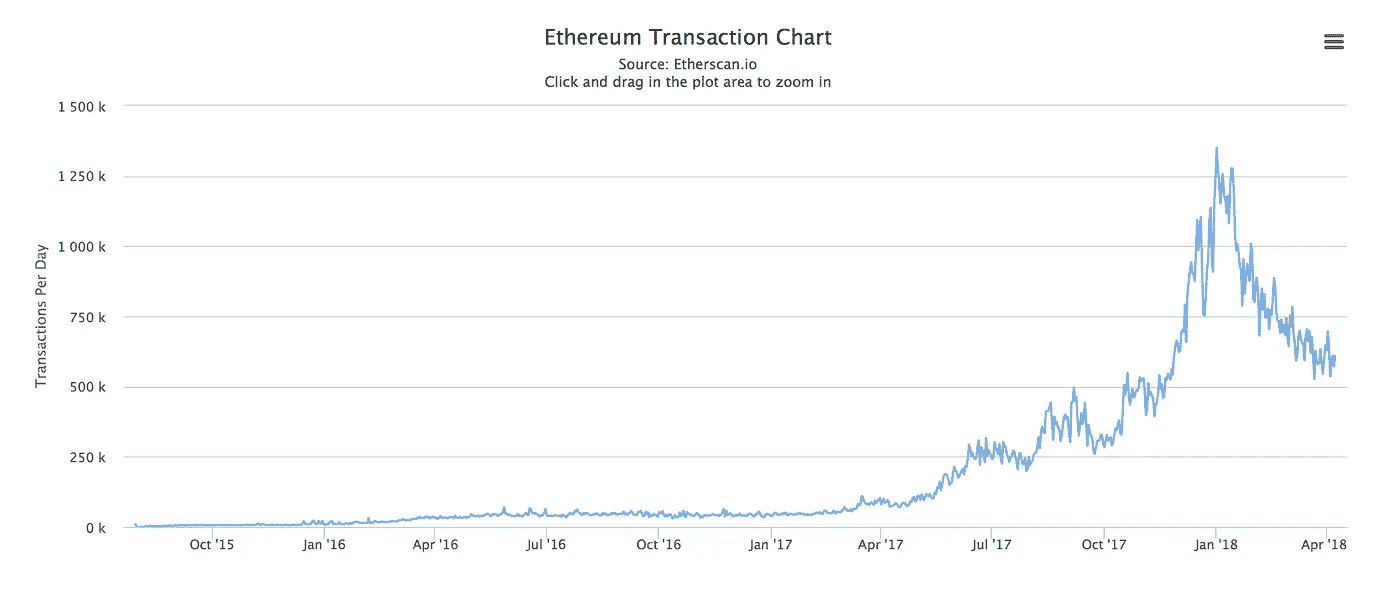 Ethereum Transaction Chart
Source: Etherscan.io
Click and drag in the plot area to zoom in
Transactions Per Day
1 500 k
1 250 k
1 000 k
750 k
500 k
250 k
0 k
Oct '15 Jan '16 Apr '16 Jul '16 Oct '16 Jan '17 Apr '17 Jul '17 Oct '17 Jan '18 Apr '18